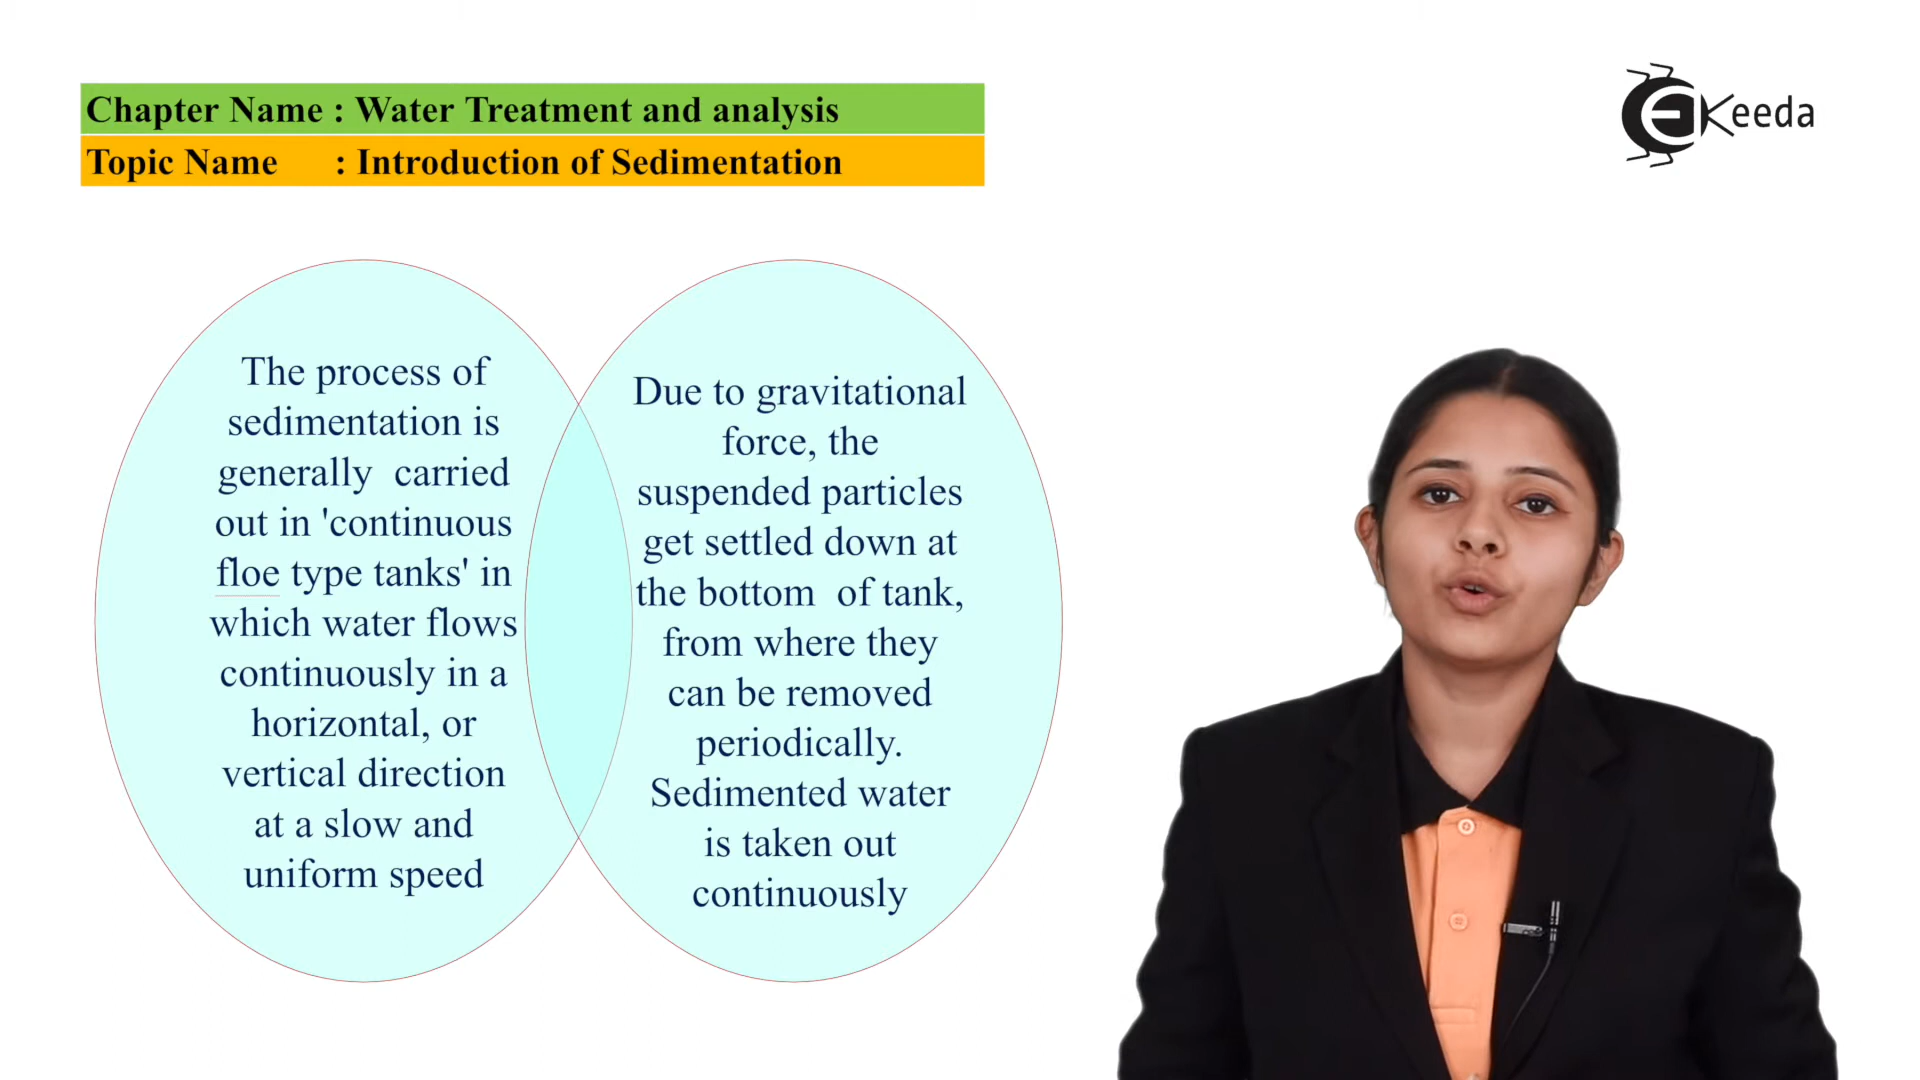 Chapter Name : Water Treatment and analysis
Topic Name : Introduction of Sedimentation
EKeeda
The process of
sedimentation is
generally carried
out in 'continuous
floe type tanks' in
which water flows
continuously in a
horizontal, or
vertical direction
at a slow and
uniform speed
Due to gravitational
force, the
suspended particles
get settled down at
the bottom of tank,
from where they
can be removed
periodically.
Sedimented water
is taken out
continuously